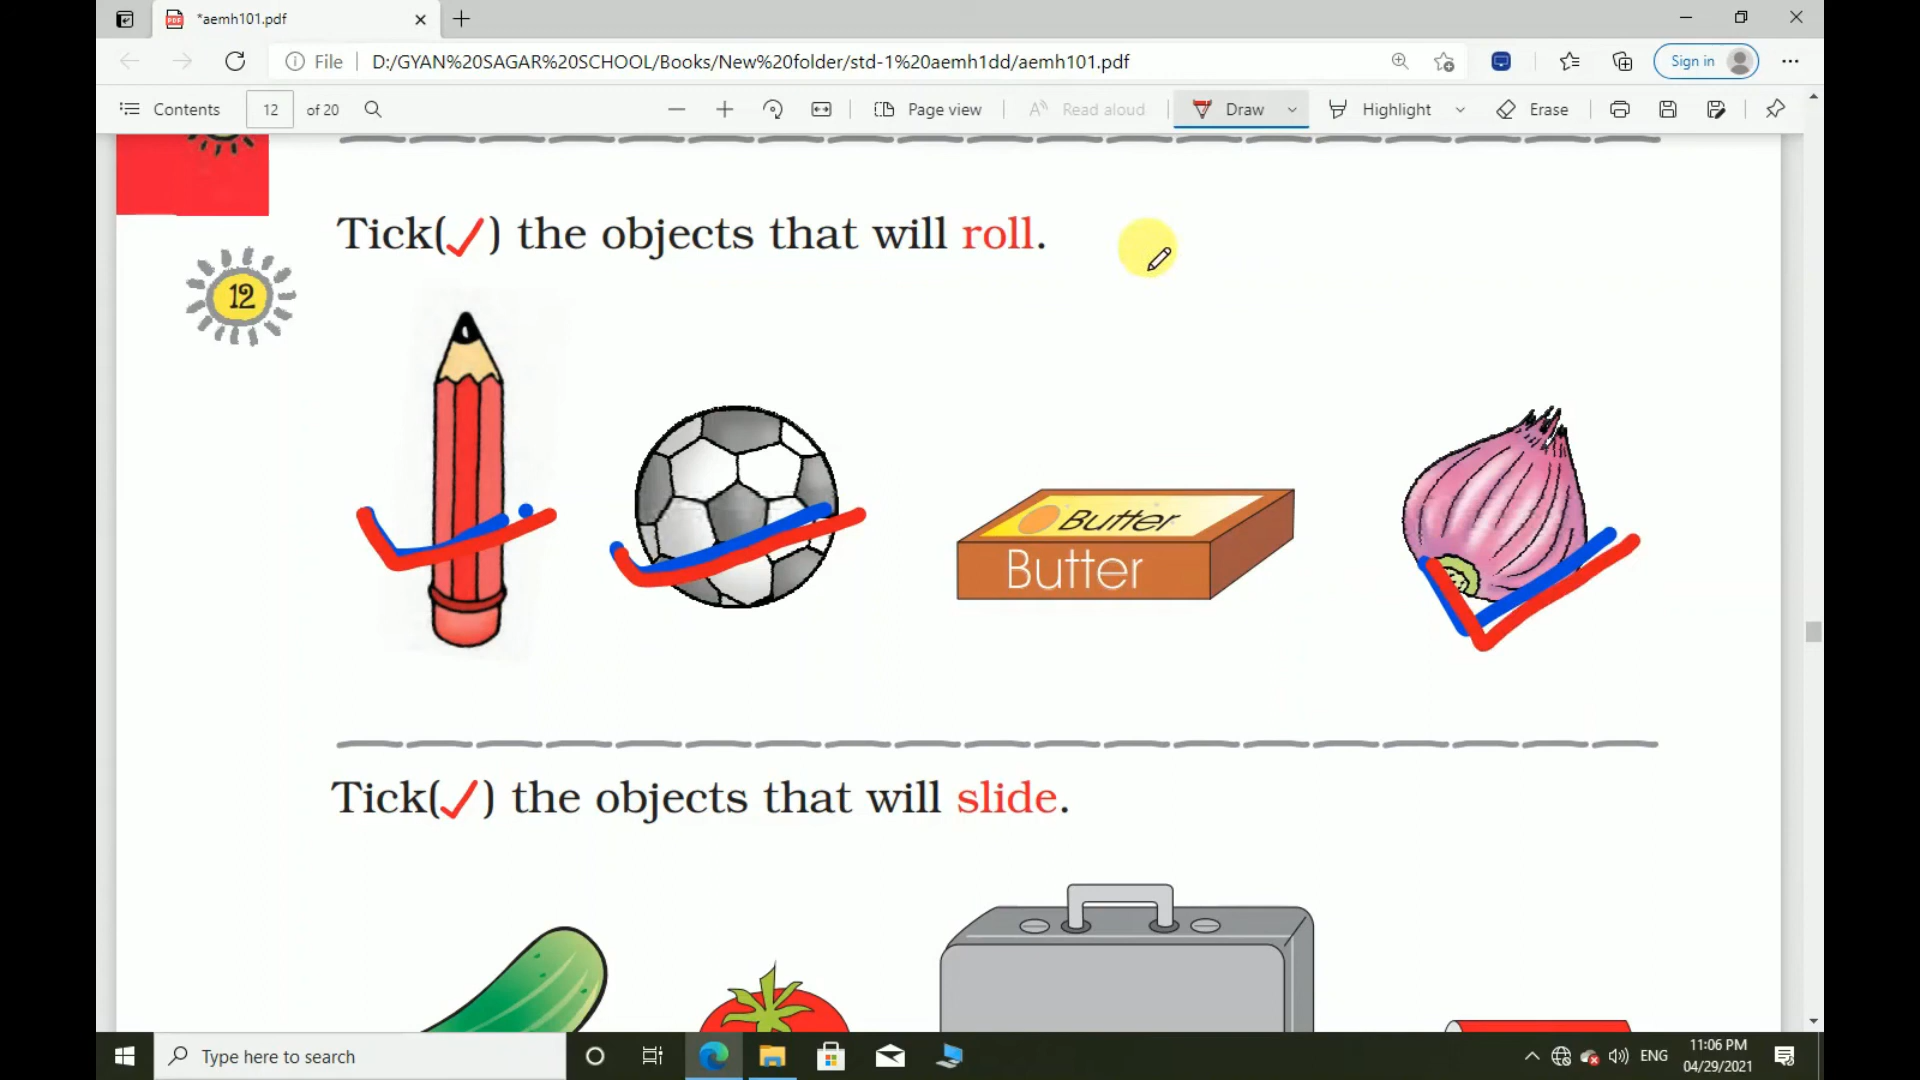 *aemh101.pdf
File
D:/GYAN%20SAGAR%20SCHOOL/Books/New%20folder/std-1%20aemh1dd/aemh101.pdf
Sign in
Contents 12 of 20 Page view Read aloud Draw Highlight Erase
Tick(✓) the objects that will roll.
12
Butter
Butter
Tick(✓) the objects that will slide.
Type here to search
ENG
11:06 PM
04/29/2021